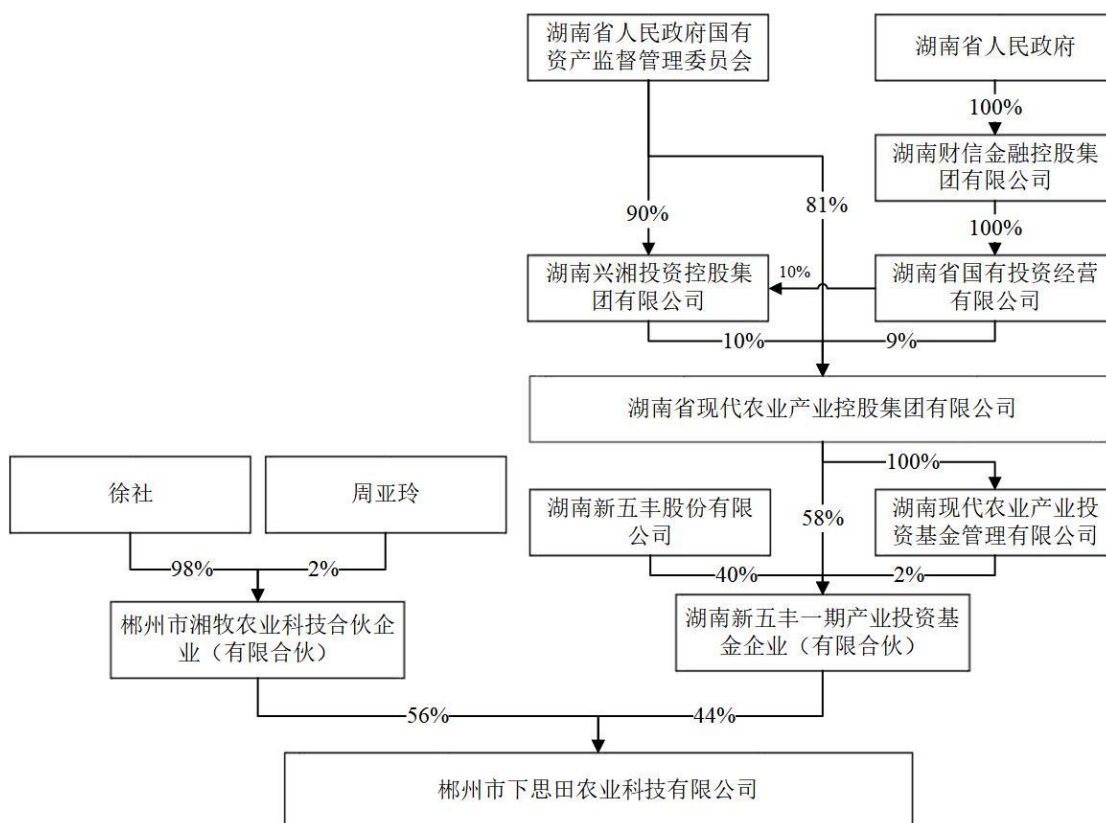 湖南省人民政府国有
资产监督管理委员会
湖南省人民政府
100%
湖南财信金融控股集
团有限公司
90%
81%
100%
湖南兴湘投资控股集
团有限公司
10%
湖南省国有投资经营
有限公司
10%
9%
湖南省现代农业产业控股集团有限公司
100%
徐社
周亚玲
湖南新五丰股份有限
公司
58%
湖南现代农业产业投
资基金管理有限公司
98%
2%
40%
2%
郴州市湘牧农业科技合伙企
业（有限合伙）
湖南新五丰一期产业投资基
金企业（有限合伙）
56%
44%
郴州市下思田农业科技有限公司